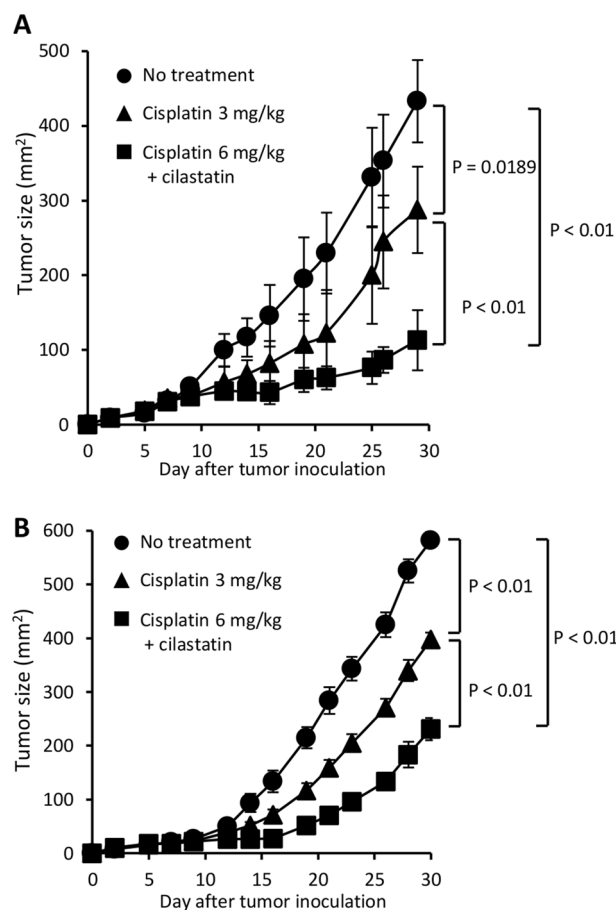 A
500
400
300
200
100
0
Tumor size (mm²)
No treatment
Cisplatin 3 mg/kg
Cisplatin 6 mg/kg
+ cilastatin
P = 0.0189
P < 0.01
P < 0.01
0 5 10 15 20 25 30
Day after tumor inoculation
B
600
500
400
300
200
100
0
Tumor size (mm²)
No treatment
Cisplatin 3 mg/kg
Cisplatin 6 mg/kg
+ cilastatin
P < 0.01
P < 0.01
P < 0.01
0 5 10 15 20 25 30
Day after tumor inoculation